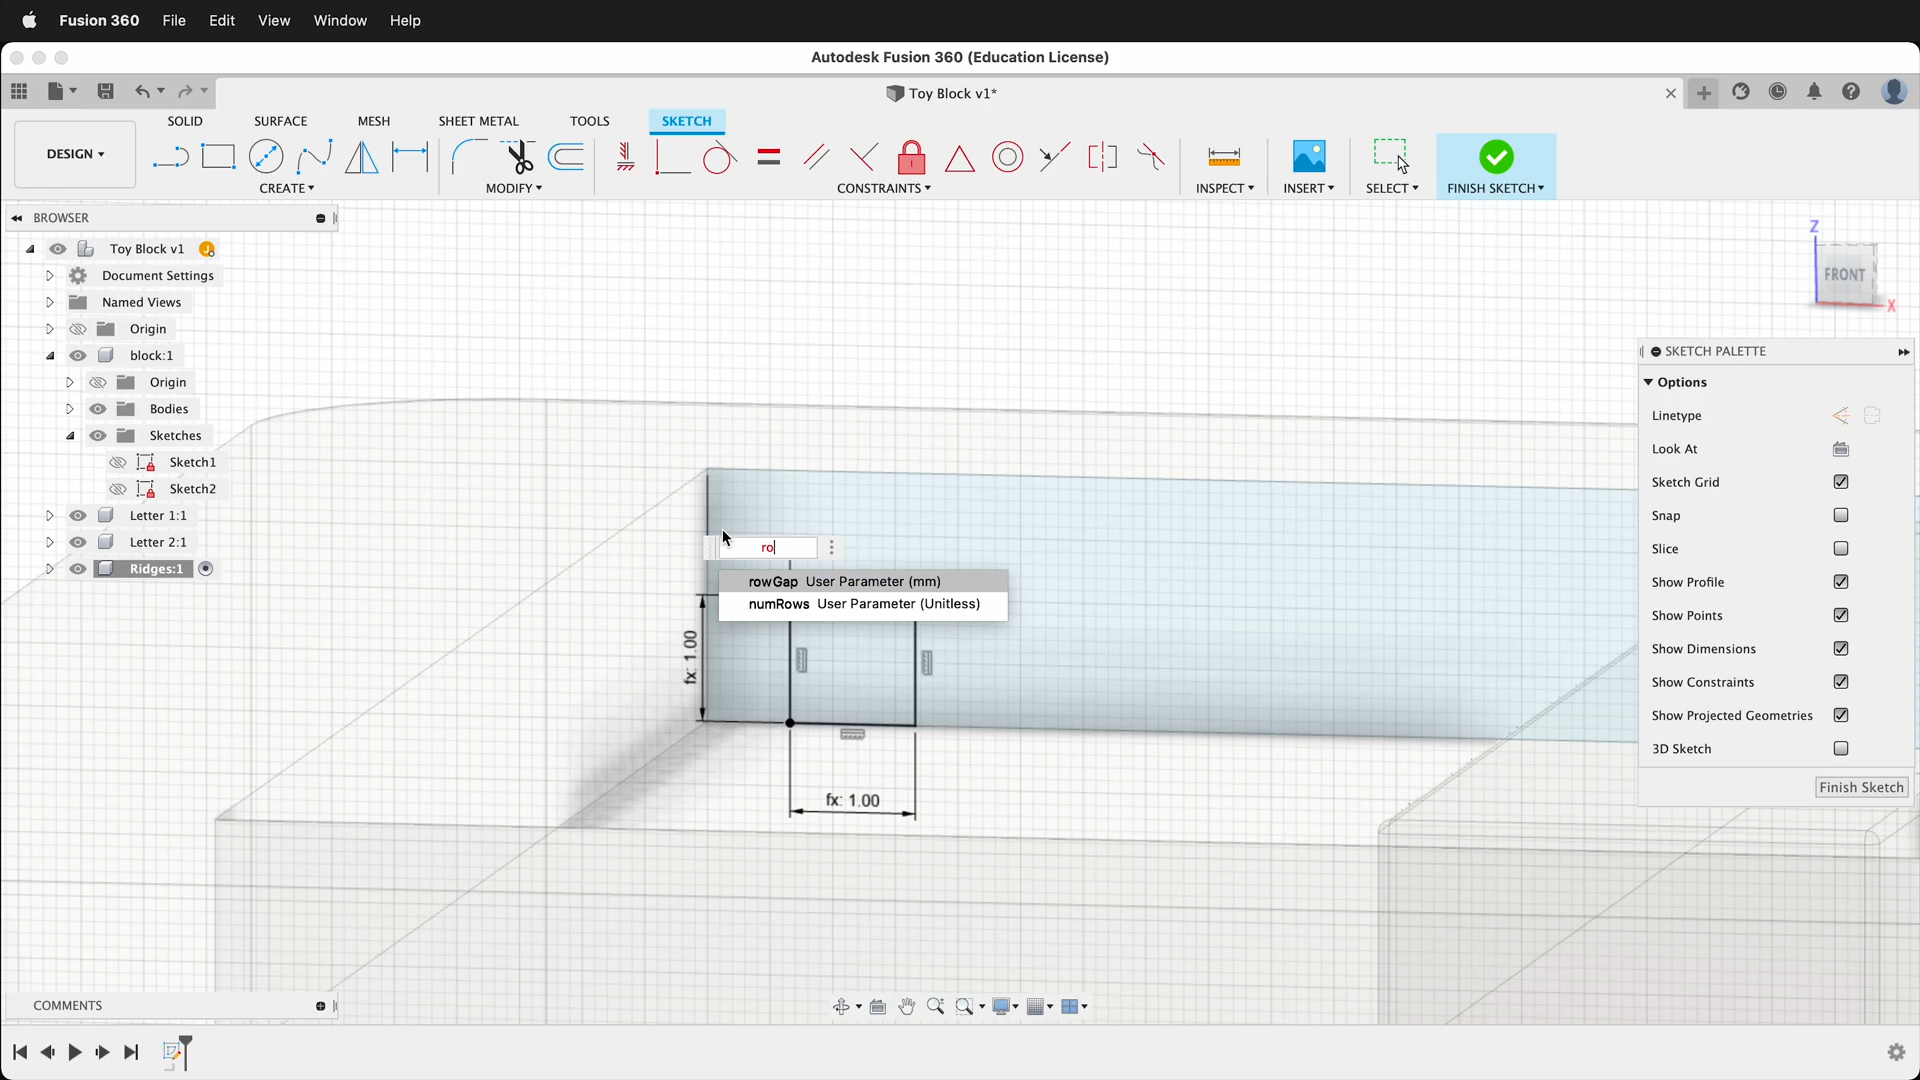 Fusion 360 File Edit View Window Help
Autodesk Fusion 360 (Education License)
Toy Block v1*
SOLID SURFACE MESH SHEET METAL TOOLS SKETCH
DESIGN
CREATE MODIFY CONSTRAINTS INSPECT INSERT SELECT FINISH SKETCH
BROWSER
Toy Block v1
Document Settings
Named Views
Origin
block:1
Origin
Bodies
Sketches
Sketch1
Sketch2
Letter 1:1
Letter 2:1
Ridges:1
Z
FRONT
X
ro
rowGap User Parameter (mm)
numRows User Parameter (Unitless)
fx: 1.00
fx: 1.00
SKETCH PALETTE
Options
Linetype
Look At
Sketch Grid
Snap
Slice
Show Profile
Show Points
Show Dimensions
Show Constraints
Show Projected Geometries
3D Sketch
Finish Sketch
COMMENTS